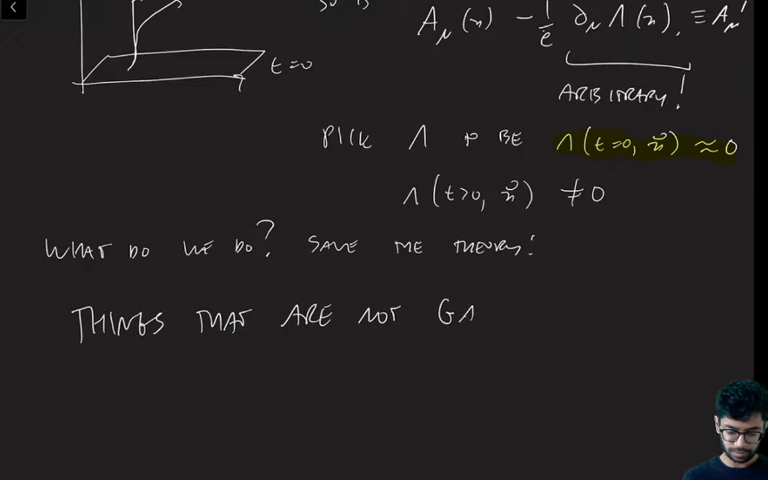 A_μ(x) - 1/e ∂_μ Λ(x). ≡ A_μ'
t=0
ARBITRARY!
PICK Λ TO BE Λ(t=0, x⃗) ≈ 0
Λ(t>0, x⃗) ≠ 0
WHAT DO WE DO? SAVE THE THEORY!
THINGS THAT ARE NOT GA